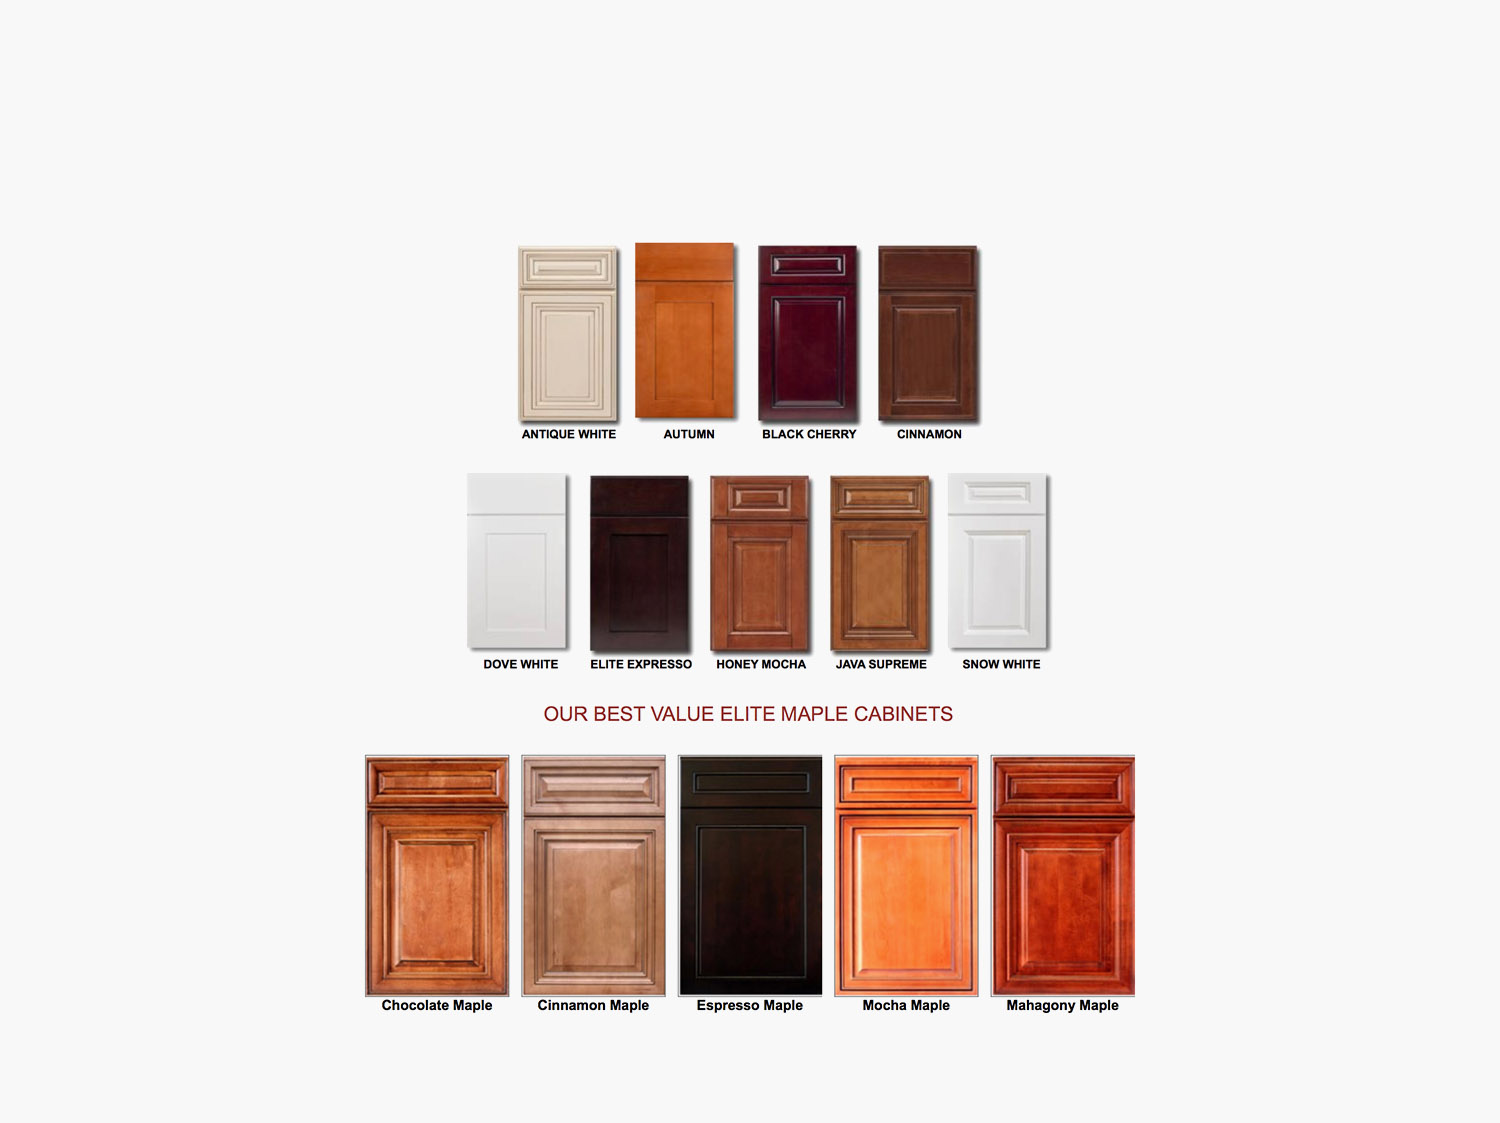 ANTIQUE WHITE AUTUMN BLACK CHERRY CINNAMON
DOVE WHITE ELITE EXPRESSO HONEY MOCHA JAVA SUPREME SNOW WHITE
OUR BEST VALUE ELITE MAPLE CABINETS
Chocolate Maple Cinnamon Maple Espresso Maple Mocha Maple Mahagony Maple